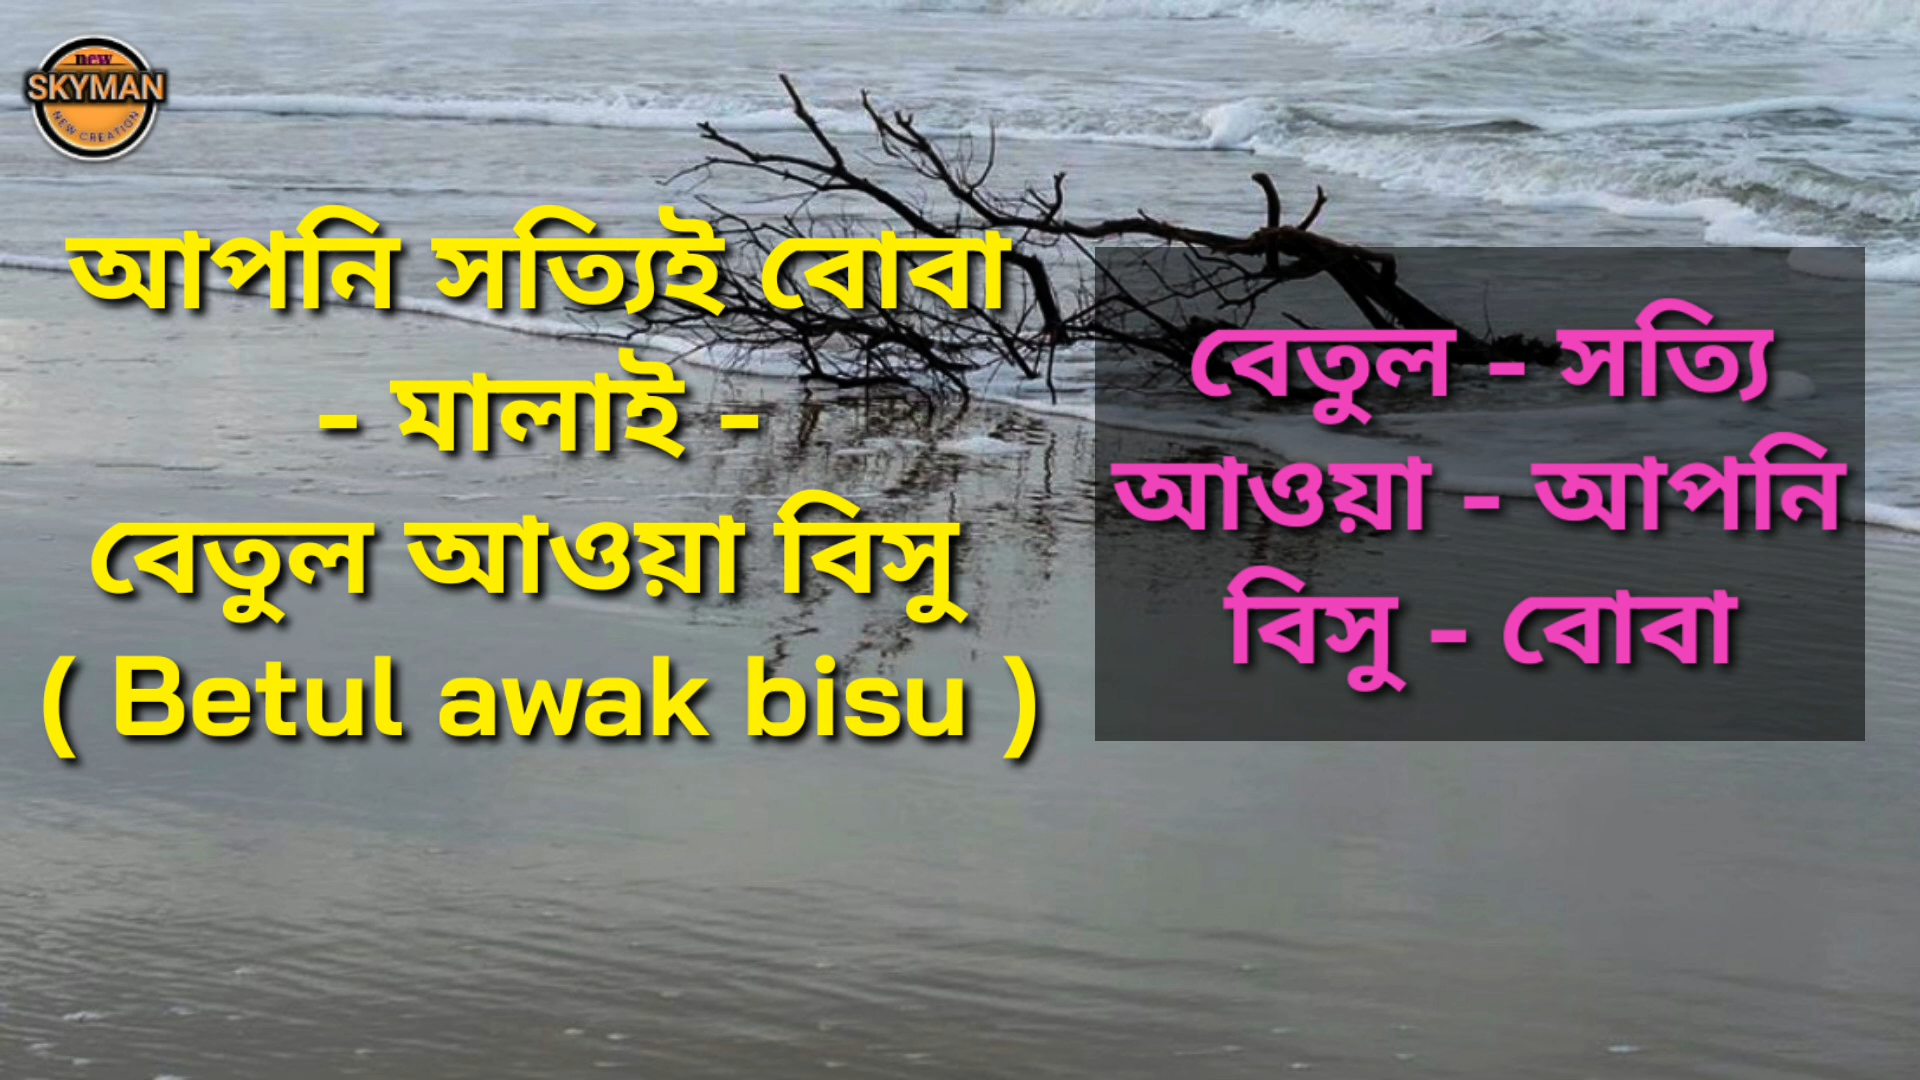 new
SKYMAN
NEW CREATION
আপনি সত্যিই বোবা
- মালাই -
বেতুল আওয়া বিসু
( Betul awak bisu )
বেতুল - সত্যি
আওয়া - আপনি
বিসু - বোবা